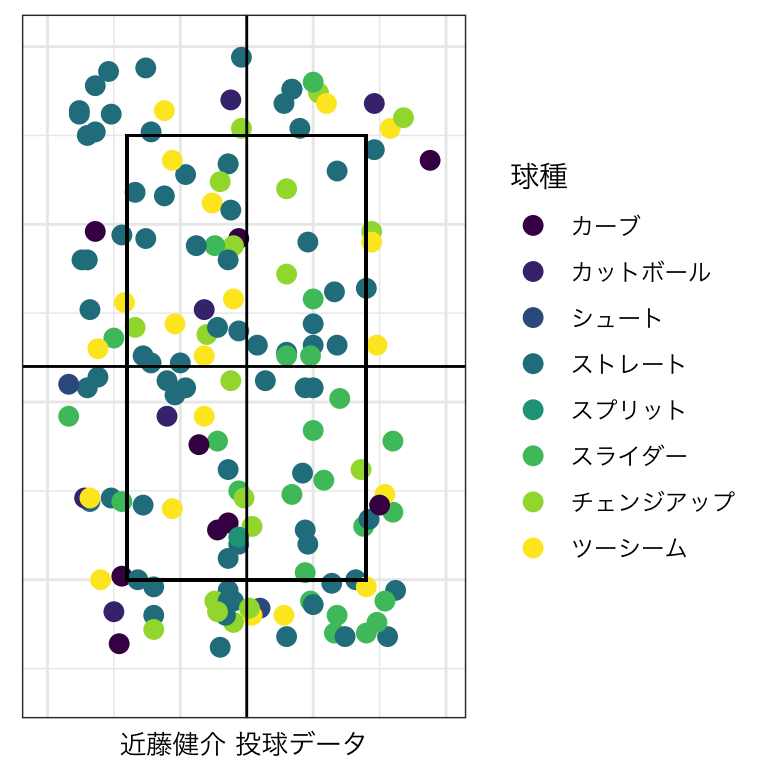 球種
カーブ
カットボール
シュート
ストレート
スプリット
スライダー
チェンジアップ
ツーシーム
近藤健介 投球データ